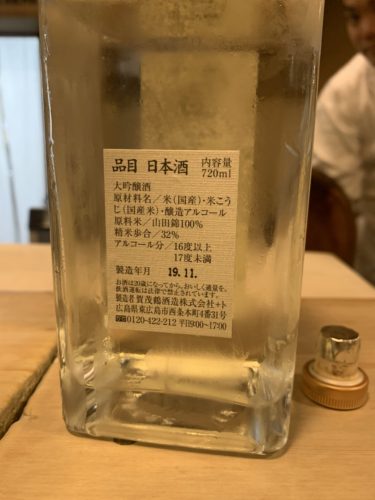 品目 日本酒 内容量 720ml
大吟醸酒
原材料名／米(国産)・米こう
じ(国産米)・醸造アルコール
原料米／山田錦100%
精米歩合／32%
アルコール分／16度以上
17度未満
製造年月 19.11.
お酒は20歳になってから。おいしく適量を。
飲酒運転は法律で禁止されています。
製造者 賀茂鶴酒造株式会社+ト
広島県東広島市西条本町4番31号
0120-422-212 平日9:00~17:00